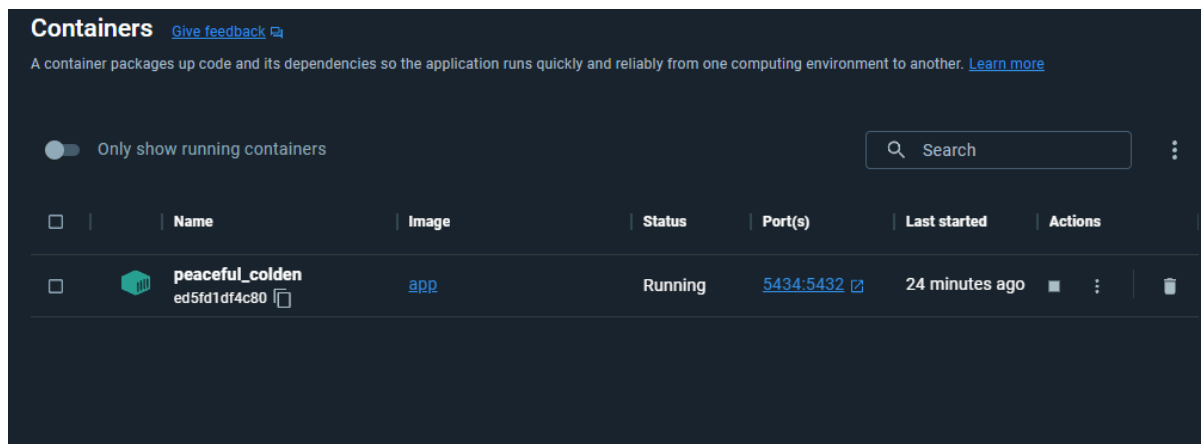 Containers Give feedback
A container packages up code and its dependencies so the application runs quickly and reliably from one computing environment to another. Learn more
Only show running containers
Search
Name Image Status Port(s) Last started Actions
peaceful_colden app Running 5434:5432 24 minutes ago
ed5fd1df4c80